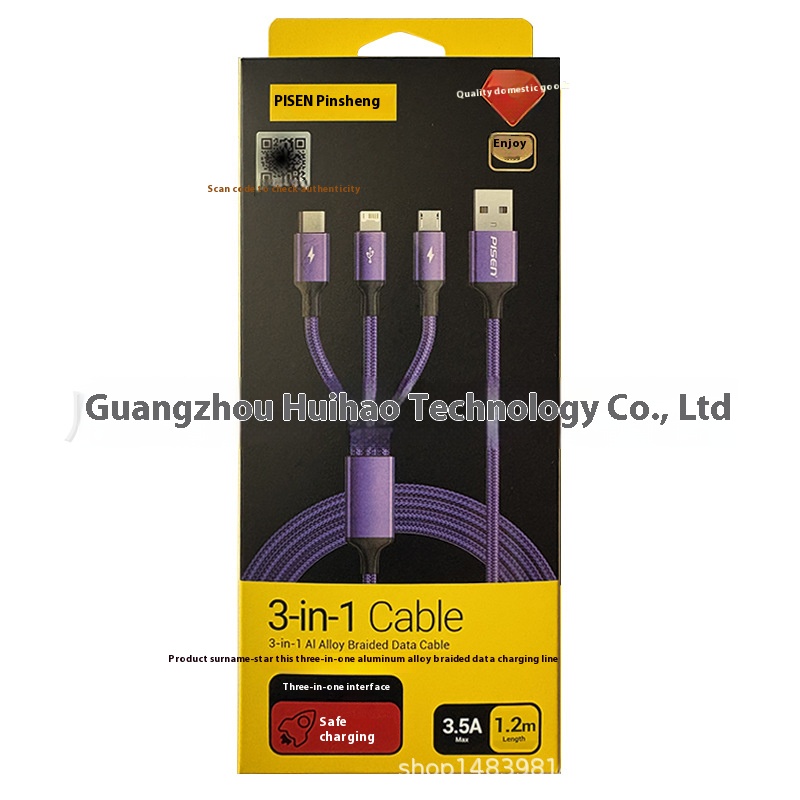 PISEN Pinsheng
Quality domestic goo
Enjoy
Scan code to check authenticity
PISEN
Guangzhou Huihao Technology Co., Ltd
3-in-1 Cable
3-in-1 Al Alloy Braided Data Cable
Product surname-star this three-in-one aluminum alloy braided data charging line
Three-in-one interface
Safe
charging
3.5A
Max
1.2m
Length
shop1483981